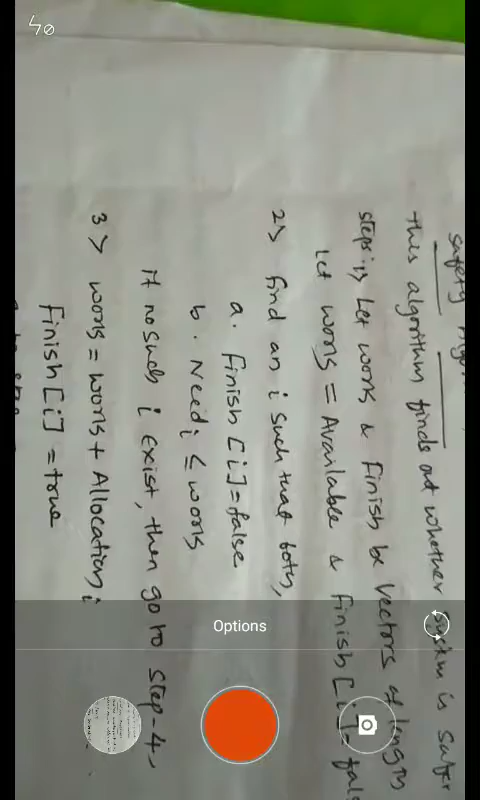 safety
this algorithm finds out whether system is safe
step 1) Let work & Finish be vectors of length
Let work = Available & finish [i] =
2) find an i such that both,
a. finish [i] = false
b. Need i ≤ work
if no such i exist, then go to step-4,
3) work = work + Allocation i
Finish [i] = true
Options